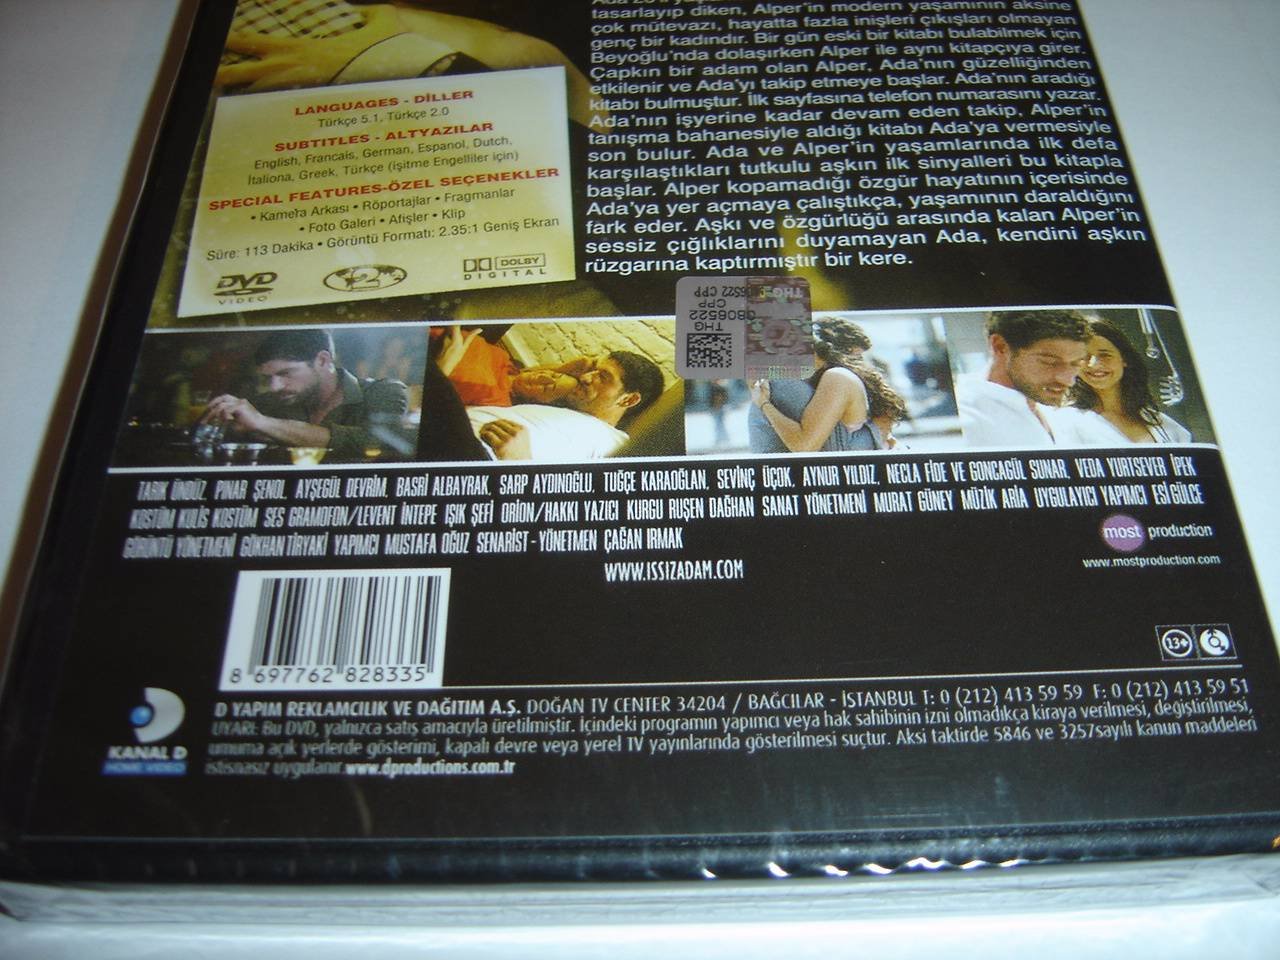 tasarlayıp diken, Alper'in modern yaşamının aksine
çok mütevazı, hayatta fazla inişleri çıkışları olmayan
genç bir kadındır. Bir gün eski bir kitabı bulabilmek için
Beyoğlu'nda dolaşırken Alper ile aynı kitapçıya girer.
Çapkın bir adam olan Alper, Ada'nın güzelliğinden
etkilenir ve Ada'yı takip etmeye başlar. Ada'nın aradığı
kitabı bulmuştur. İlk sayfasına telefon numarasını yazar.
Ada'nın işyerine kadar devam eden takip, Alper'in
tanışma bahanesiyle aldığı kitabı Ada'ya vermesiyle
son bulur. Ada ve Alper'in yaşamlarında ilk defa
karşılaştıkları tutkulu aşkın ilk sinyalleri bu kitapla
başlar. Alper kopamadığı özgür hayatının içerisinde
Ada'ya yer açmaya çalıştıkça, yaşamının daraldığını
fark eder. Aşkı ve özgürlüğü arasında kalan Alper'in
sessiz çığlıklarını duyamayan Ada, kendini aşkın
rüzgarına kaptırmıştır bir kere.
LANGUAGES - DİLLER
Türkçe 5.1, Türkçe 2.0
SUBTITLES - ALTYAZILAR
English, Francais, German, Espanol, Dutch,
İtaliona, Greek, Türkçe (işitme Engelliler için)
SPECIAL FEATURES-ÖZEL SEÇENEKLER
• Kamera Arkası • Röportajlar • Fragmanlar
• Foto Galeri • Afişler • Klip
Süre: 113 Dakika • Görüntü Formatı: 2.35:1 Geniş Ekran
DVD VIDEO
2
DOLBY DIGITAL
THG
0806522
CPP
TARIK ÜNDÜZ, PINAR ŞENOL, AYŞEGÜL DEVRİM, BASRİ ALBAYRAK, SARP AYDINOĞLU, TUĞÇE KARAOĞLAN, SEVİNÇ ÜÇOK, AYNUR YILDIZ, NECLA FİDE VE GONCAGÜL SUNAR, VEDA YURTSEVER İPEK
KOSTÜM KULİS KOSTÜM SES GRAMOFON/LEVENT İNTEPE IŞIK ŞEFİ ORİON/HAKKI YAZICI KURGU RUŞEN DAĞHAN SANAT YÖNETMENİ MURAT GÜNEY MÜZİK ARİA UYGULAYICI YAPIMCI ESİ GÜLCE
GÖRÜNTÜ YÖNETMENİ GÖKHAN TİRYAKİ YAPIMCI MUSTAFA OĞUZ SENARİST - YÖNETMEN ÇAĞAN IRMAK
WWW.ISSIZADAM.COM
most production
www.mostproduction.com
13+
8 697762 828335
KANAL D
HOME VIDEO
D YAPIM REKLAMCILIK VE DAĞITIM A.Ş. DOĞAN TV CENTER 34204 / BAĞCILAR - İSTANBUL T: 0 (212) 413 59 59 F: 0 (212) 413 59 51
UYARI: Bu DVD, yalnızca satış amacıyla üretilmiştir. İçindeki programın yapımcı veya hak sahibinin izni olmadıkça kiraya verilmesi, değiştirilmesi,
umuma açık yerlerde gösterimi, kapalı devre veya yerel TV yayınlarında gösterilmesi suçtur. Aksi taktirde 5846 ve 3257sayılı kanun maddeleri
istisnasız uygulanır. www.dproductions.com.tr